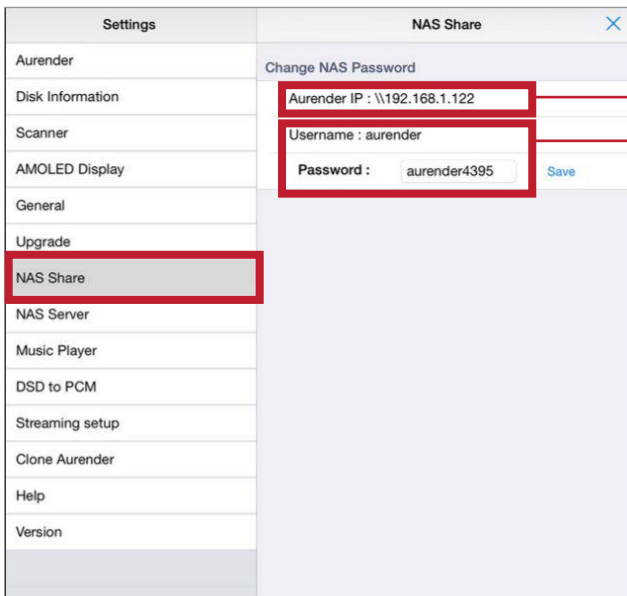 Settings
NAS Share
Aurender
Disk Information
Scanner
AMOLED Display
General
Upgrade
NAS Share
NAS Server
Music Player
DSD to PCM
Streaming setup
Clone Aurender
Help
Version
Change NAS Password
Aurender IP : \\192.168.1.122
Username : aurender
Password : aurender4395 Save